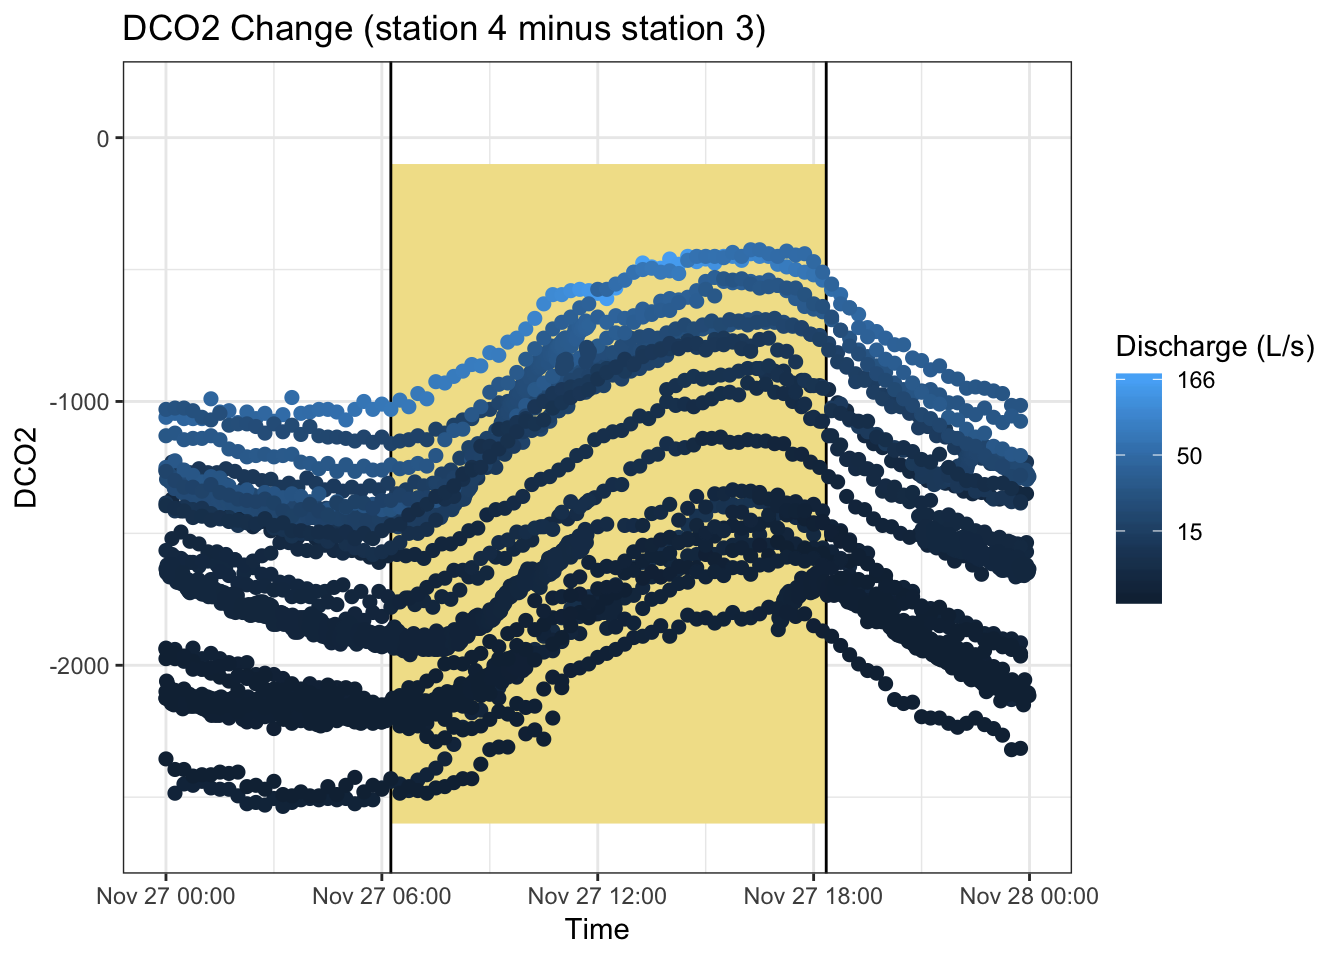 DCO2 Change (station 4 minus station 3)
0
-1000
-2000
DCO2
Nov 27 00:00
Nov 27 06:00
Nov 27 12:00
Nov 27 18:00
Nov 28 00:00
Time
Discharge (L/s)
166
50
15